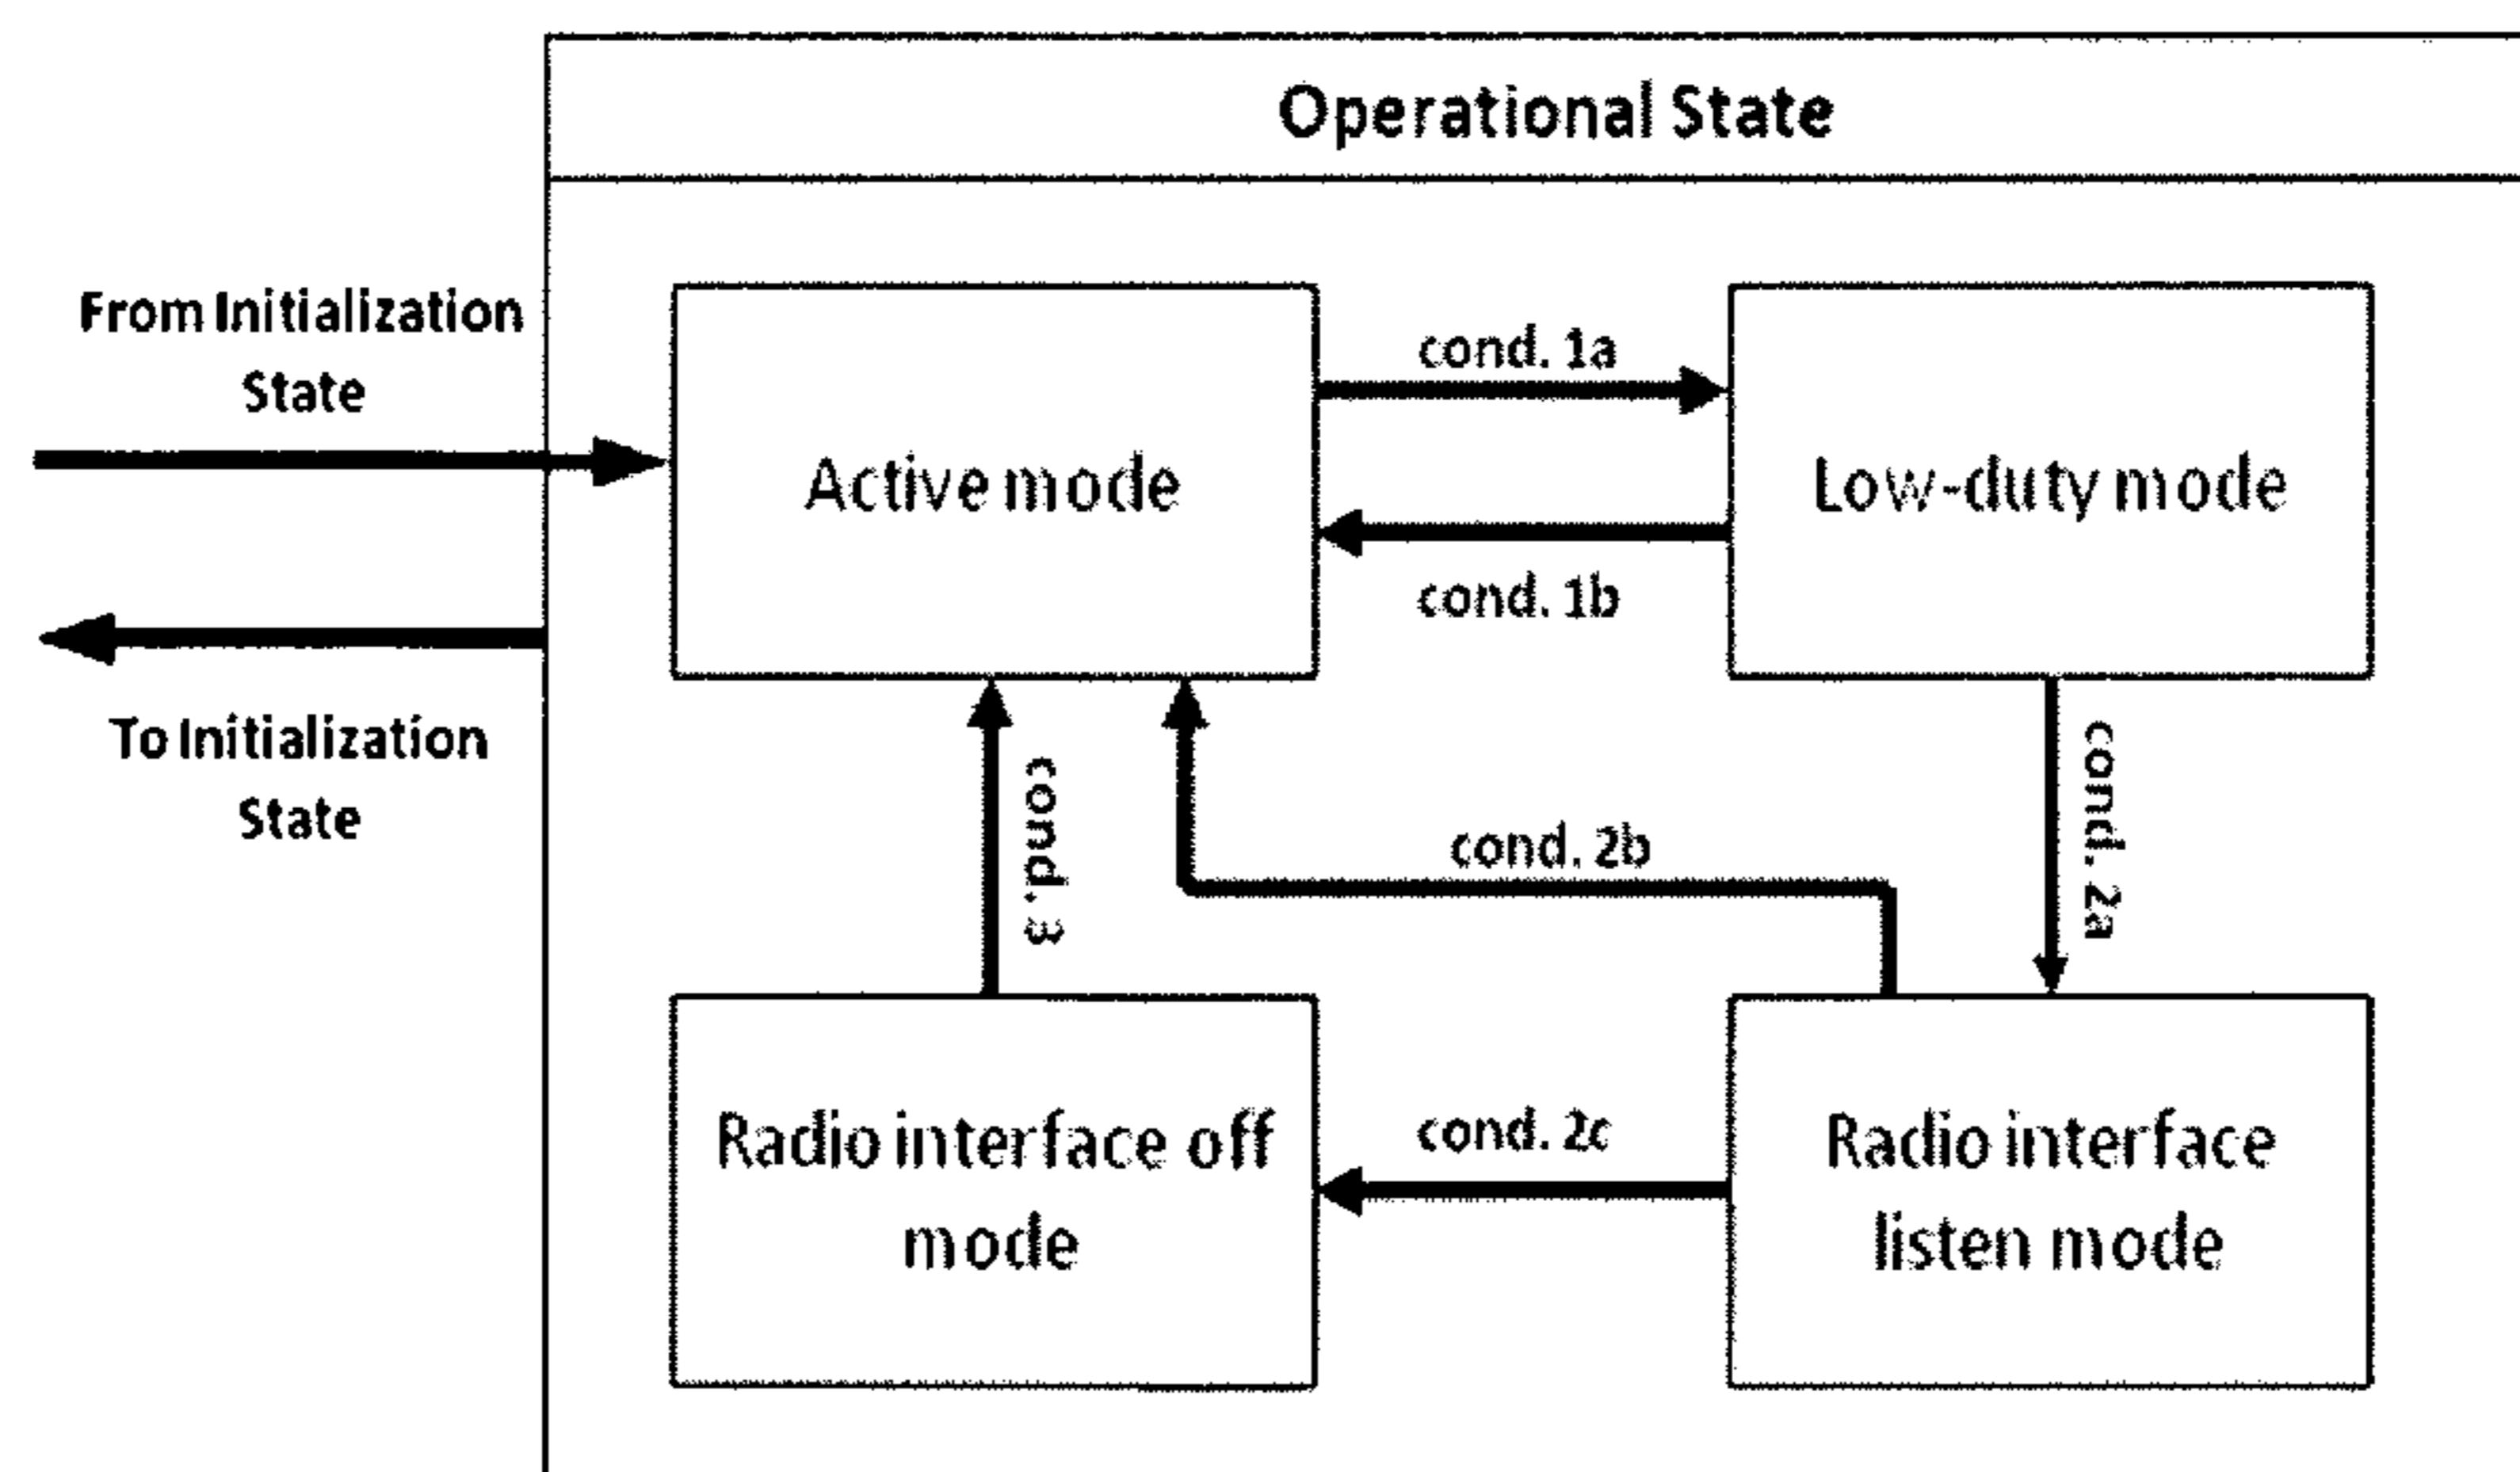 Operational State
From Initialization
State
To Initialization
State
Active mode
cond. 1a
cond. 1b
Low-duty mode
cond. 3
cond. 2b
cond. 2a
Radio interface off
mode
cond. 2c
Radio interface
listen mode